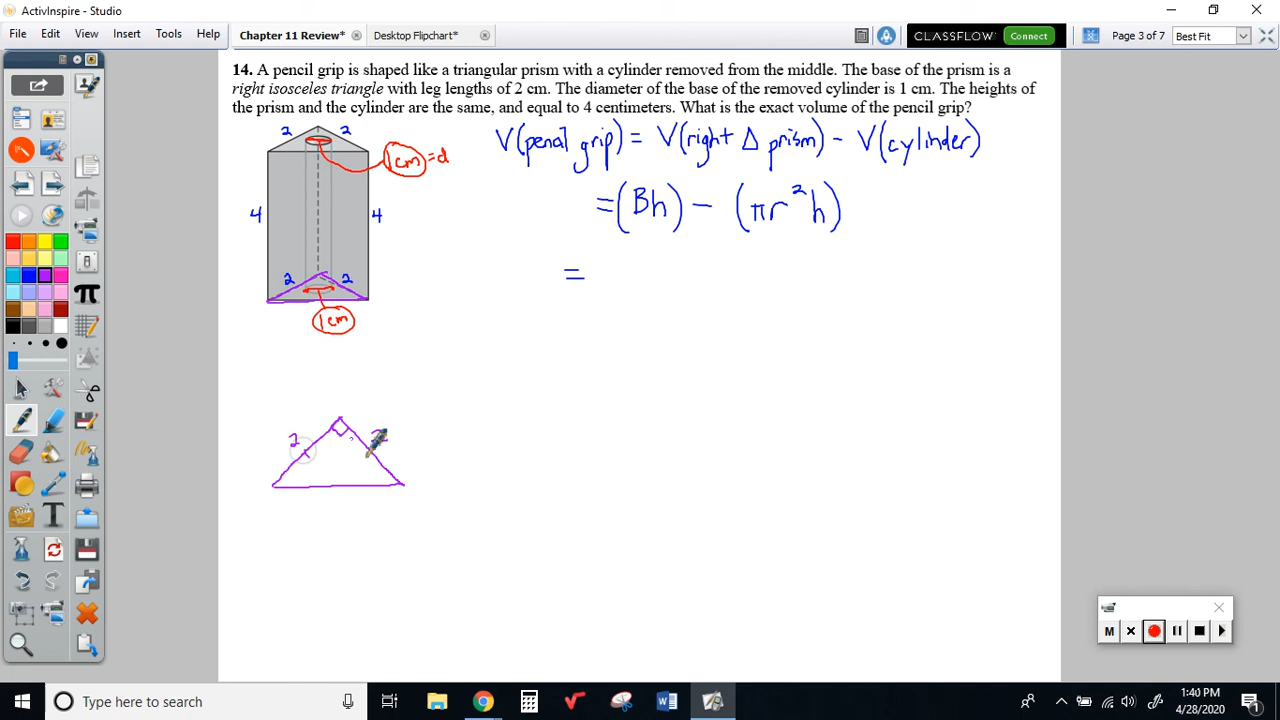 ActivInspire - Studio
File Edit View Insert Tools Help
Chapter 11 Review*
Desktop Flipchart*
CLASSFLOW
Connect
Page 3 of 7
Best Fit
14. A pencil grip is shaped like a triangular prism with a cylinder removed from the middle. The base of the prism is a
right isosceles triangle with leg lengths of 2 cm. The diameter of the base of the removed cylinder is 1 cm. The heights of
the prism and the cylinder are the same, and equal to 4 centimeters. What is the exact volume of the pencil grip?
V(pencil grip) = V(right Δ prism) - V(cylinder)
2 2
1cm = d
= (Bh) - (πr²h)
4 4
=
2 2
1cm
2
M
Type here to search
1:40 PM
4/28/2020